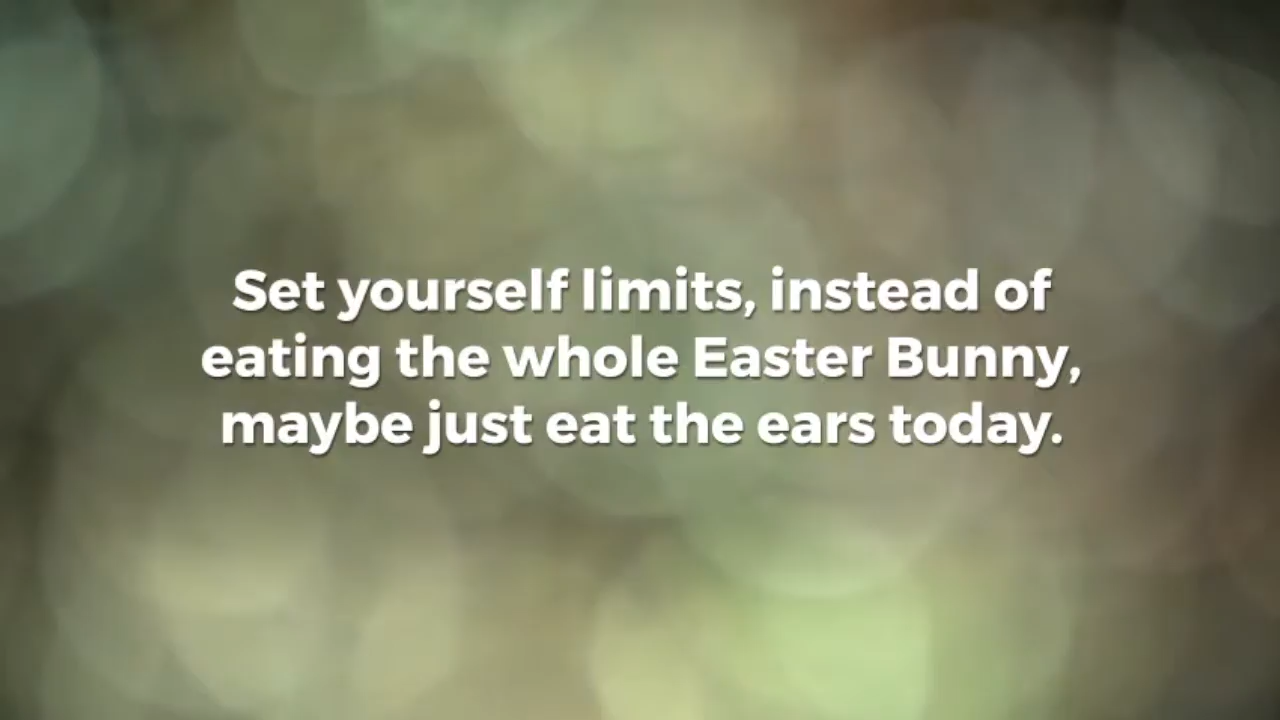 Set yourself limits, instead of
eating the whole Easter Bunny,
maybe just eat the ears today.